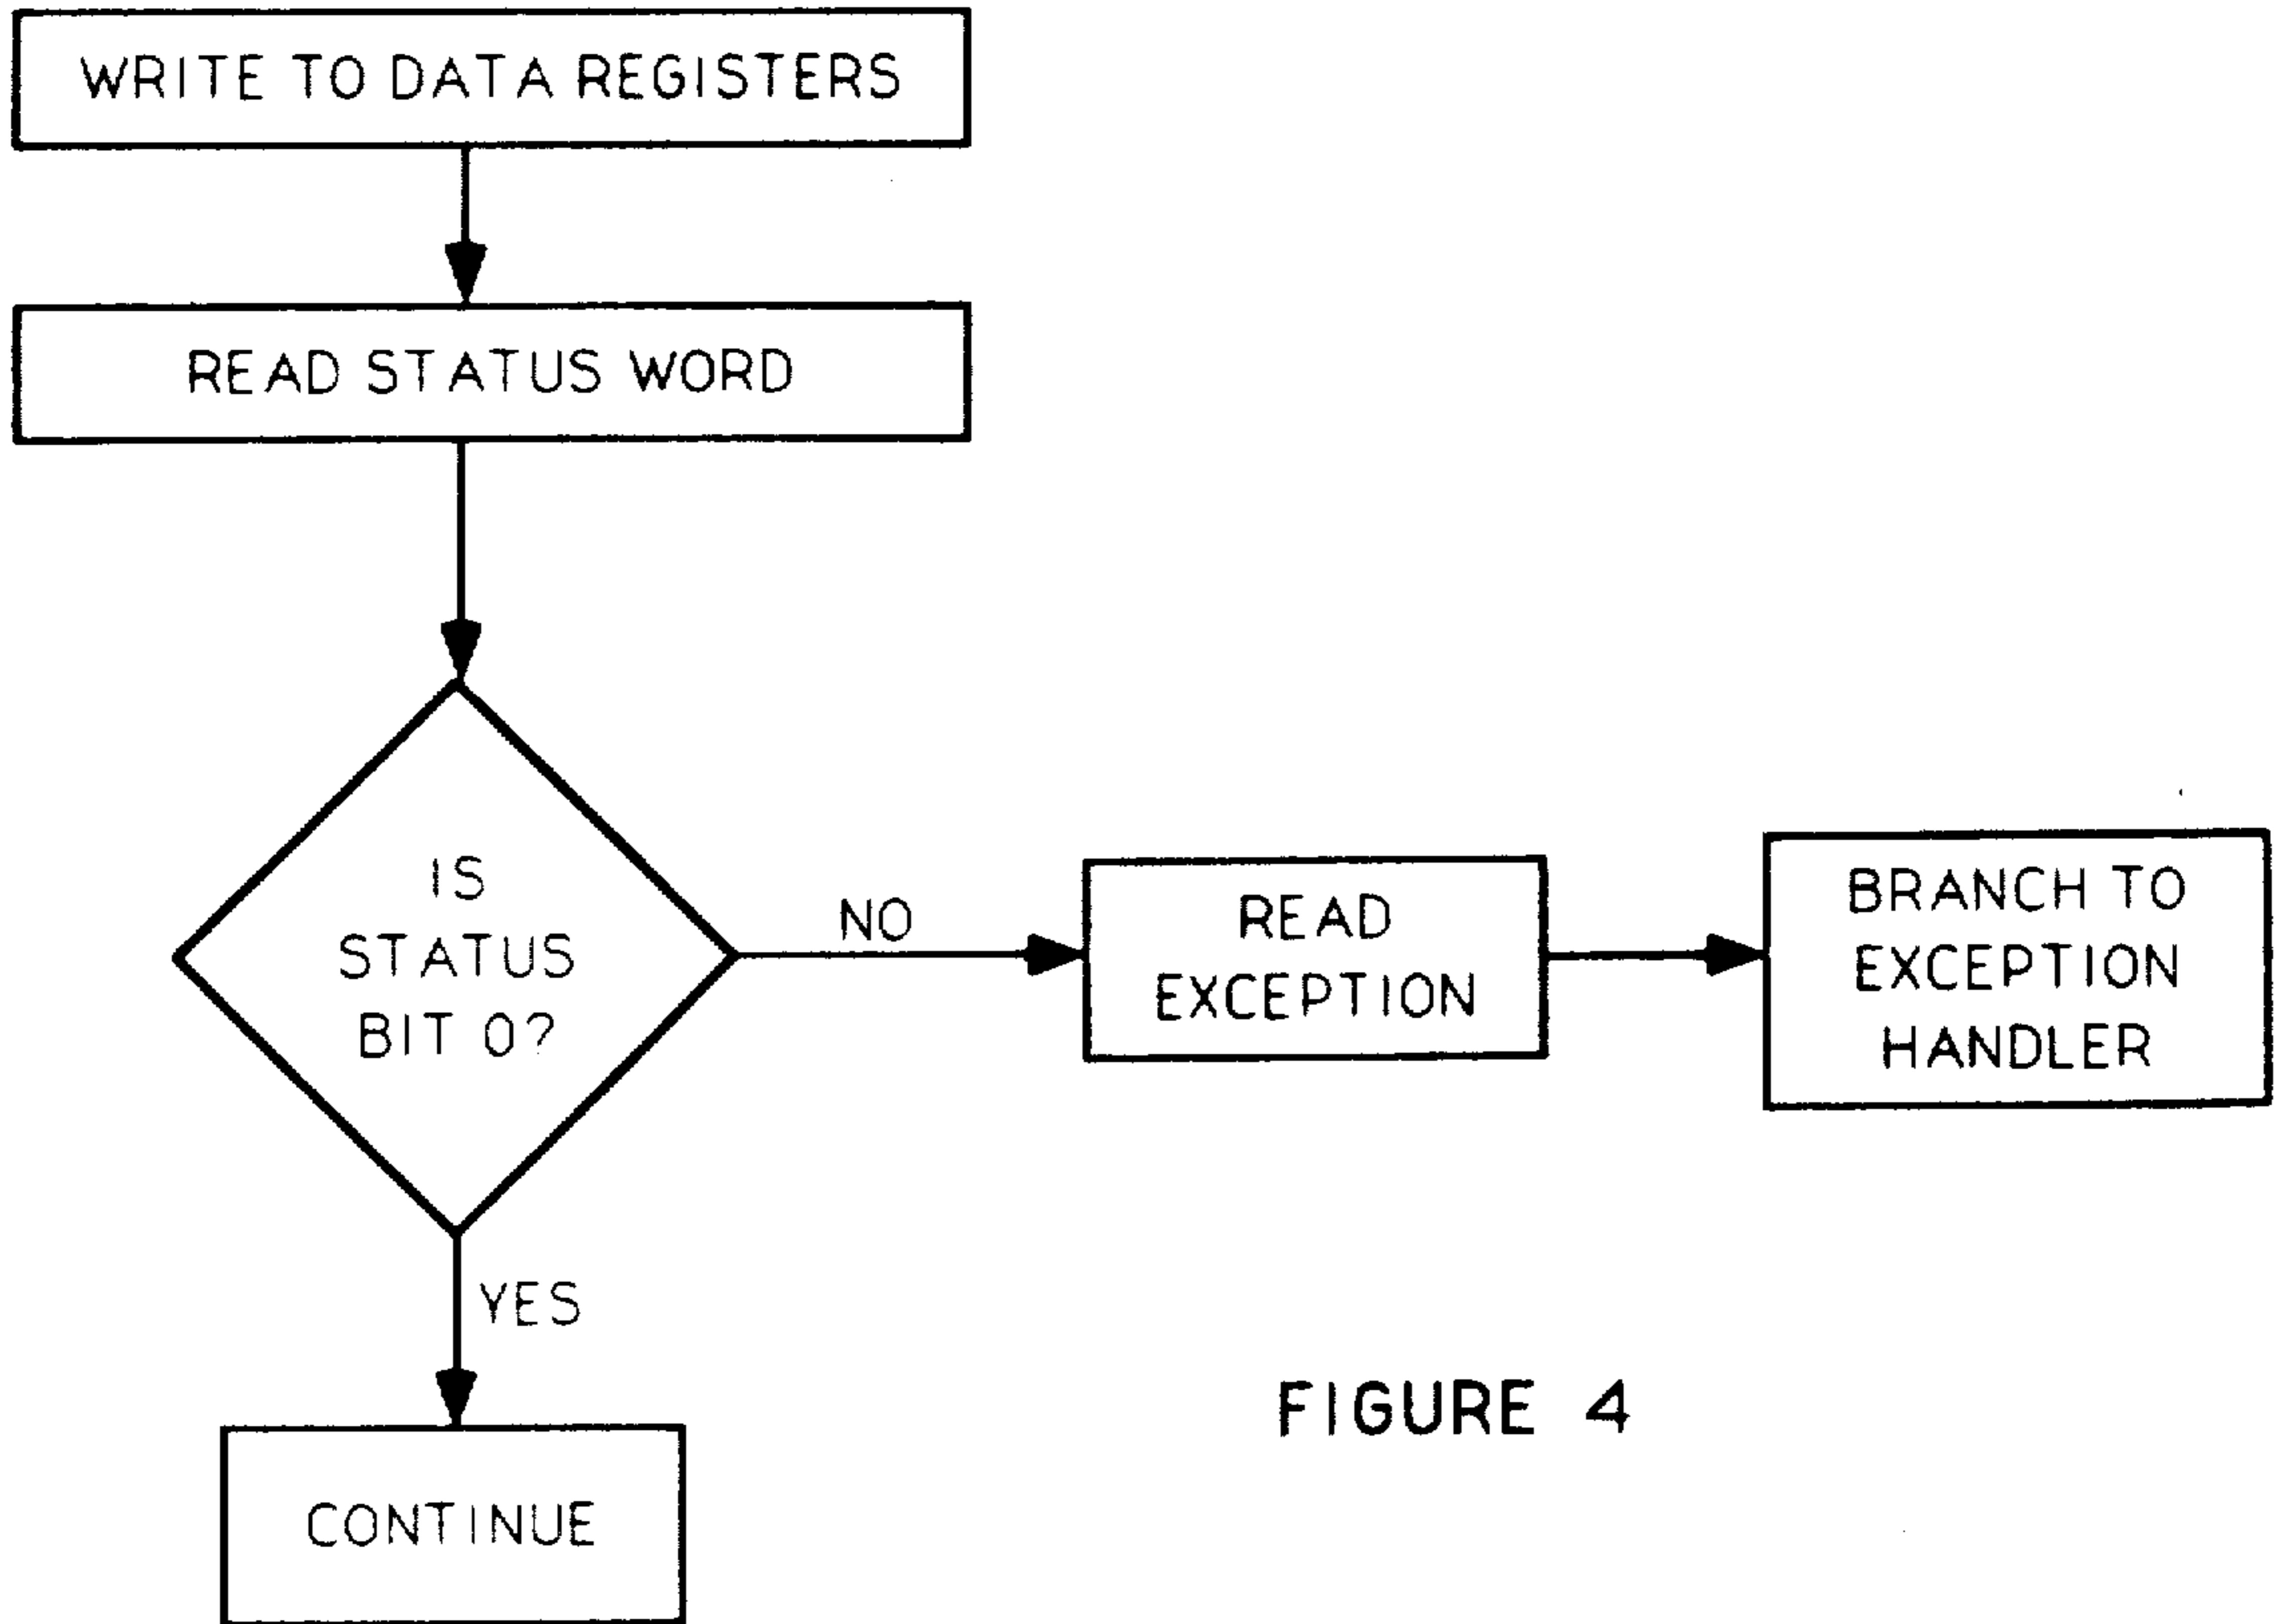 WRITE TO DATA REGISTERS
READ STATUS WORD
IS
STATUS
BIT 0?
NO
READ
EXCEPTION
BRANCH TO
EXCEPTION
HANDLER
YES
CONTINUE
FIGURE 4